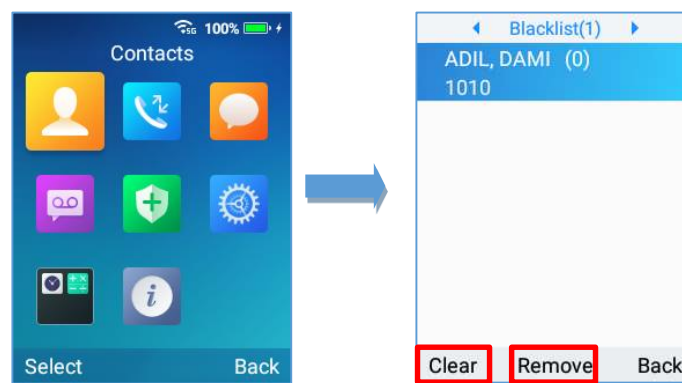 5G 100%
Contacts
i
Select Back
Blacklist(1)
ADIL, DAMI (0)
1010
Clear Remove Back